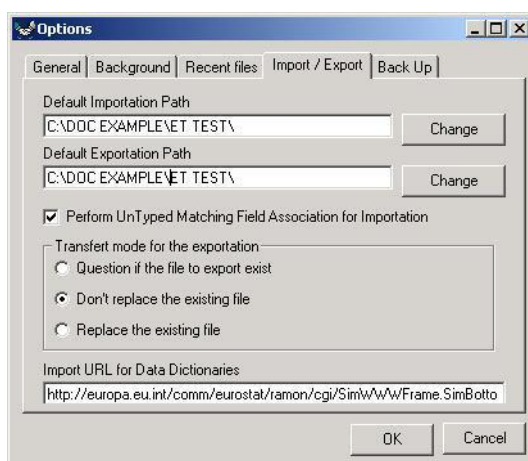 Options
General Background Recent files Import / Export Back Up
Default Importation Path
C:\DOC EXAMPLE\ET TEST\
Change
Default Exportation Path
C:\DOC EXAMPLE\ET TEST\
Change
Perform UnTyped Matching Field Association for Importation
Transfert mode for the exportation
Question if the file to export exist
Don't replace the existing file
Replace the existing file
Import URL for Data Dictionaries
http://europa.eu.int/comm/eurostat/ramon/cgi/SimWWWFrame.SimBotto
OK Cancel